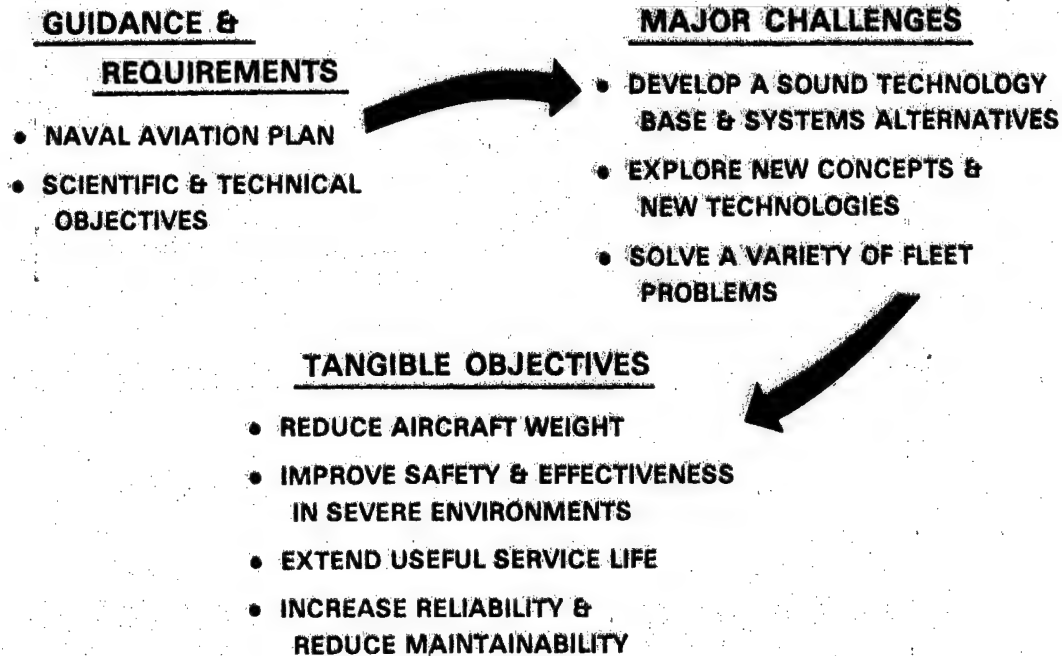 GUIDANCE &
REQUIREMENTS
• NAVAL AVIATION PLAN
• SCIENTIFIC & TECHNICAL
OBJECTIVES
MAJOR CHALLENGES
• DEVELOP A SOUND TECHNOLOGY
BASE & SYSTEMS ALTERNATIVES
• EXPLORE NEW CONCEPTS &
NEW TECHNOLOGIES
• SOLVE A VARIETY OF FLEET
PROBLEMS
TANGIBLE OBJECTIVES
• REDUCE AIRCRAFT WEIGHT
• IMPROVE SAFETY & EFFECTIVENESS
IN SEVERE ENVIRONMENTS
• EXTEND USEFUL SERVICE LIFE
• INCREASE RELIABILITY &
REDUCE MAINTAINABILITY